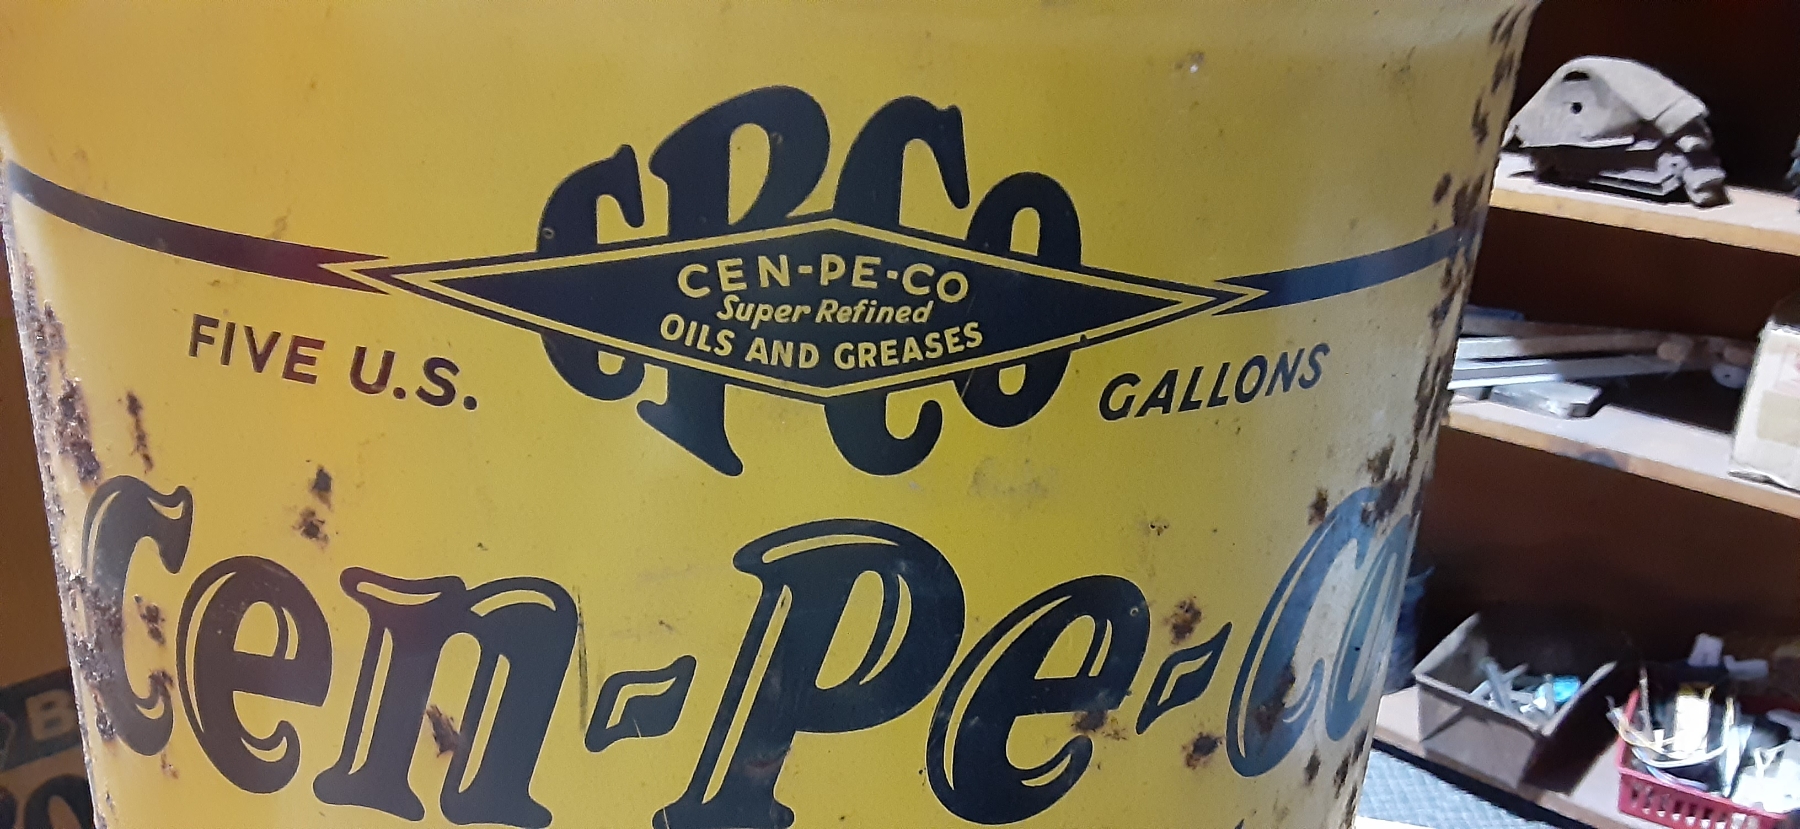 CPCo
CEN-PE-CO
Super Refined
OILS AND GREASES
FIVE U.S. GALLONS
Cen-Pe-Co